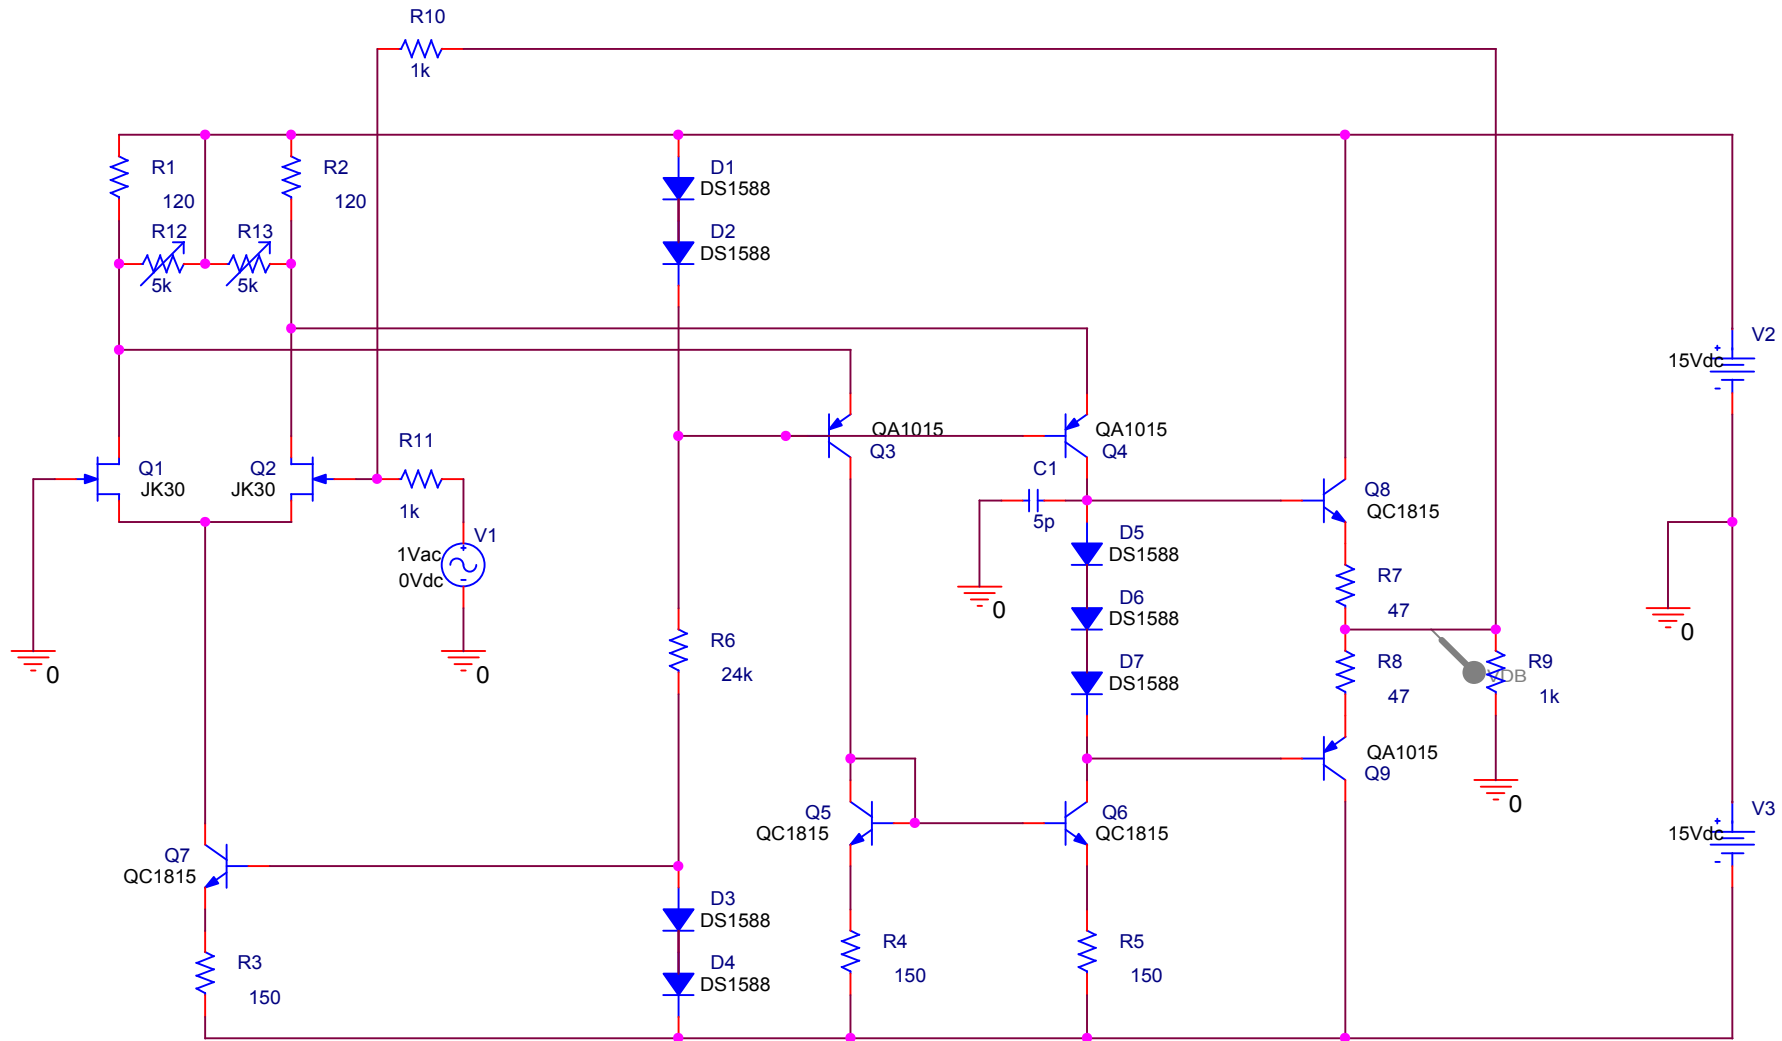 R10
1k
R1
120
R2
120
R12
5k
R13
5k
D1
DS1588
D2
DS1588
V2
+
15Vdc
-
QA1015
Q3
QA1015
Q4
R11
1k
Q1
JK30
Q2
JK30
C1
5p
Q8
QC1815
V1
1Vac
0Vdc
+
-
D5
DS1588
D6
DS1588
D7
DS1588
R7
47
R8
47
VDB
R9
1k
R6
24k
0
0
0
0
0
QA1015
Q9
Q5
QC1815
Q6
QC1815
V3
+
15Vdc
-
Q7
QC1815
D3
DS1588
D4
DS1588
R3
150
R4
150
R5
150